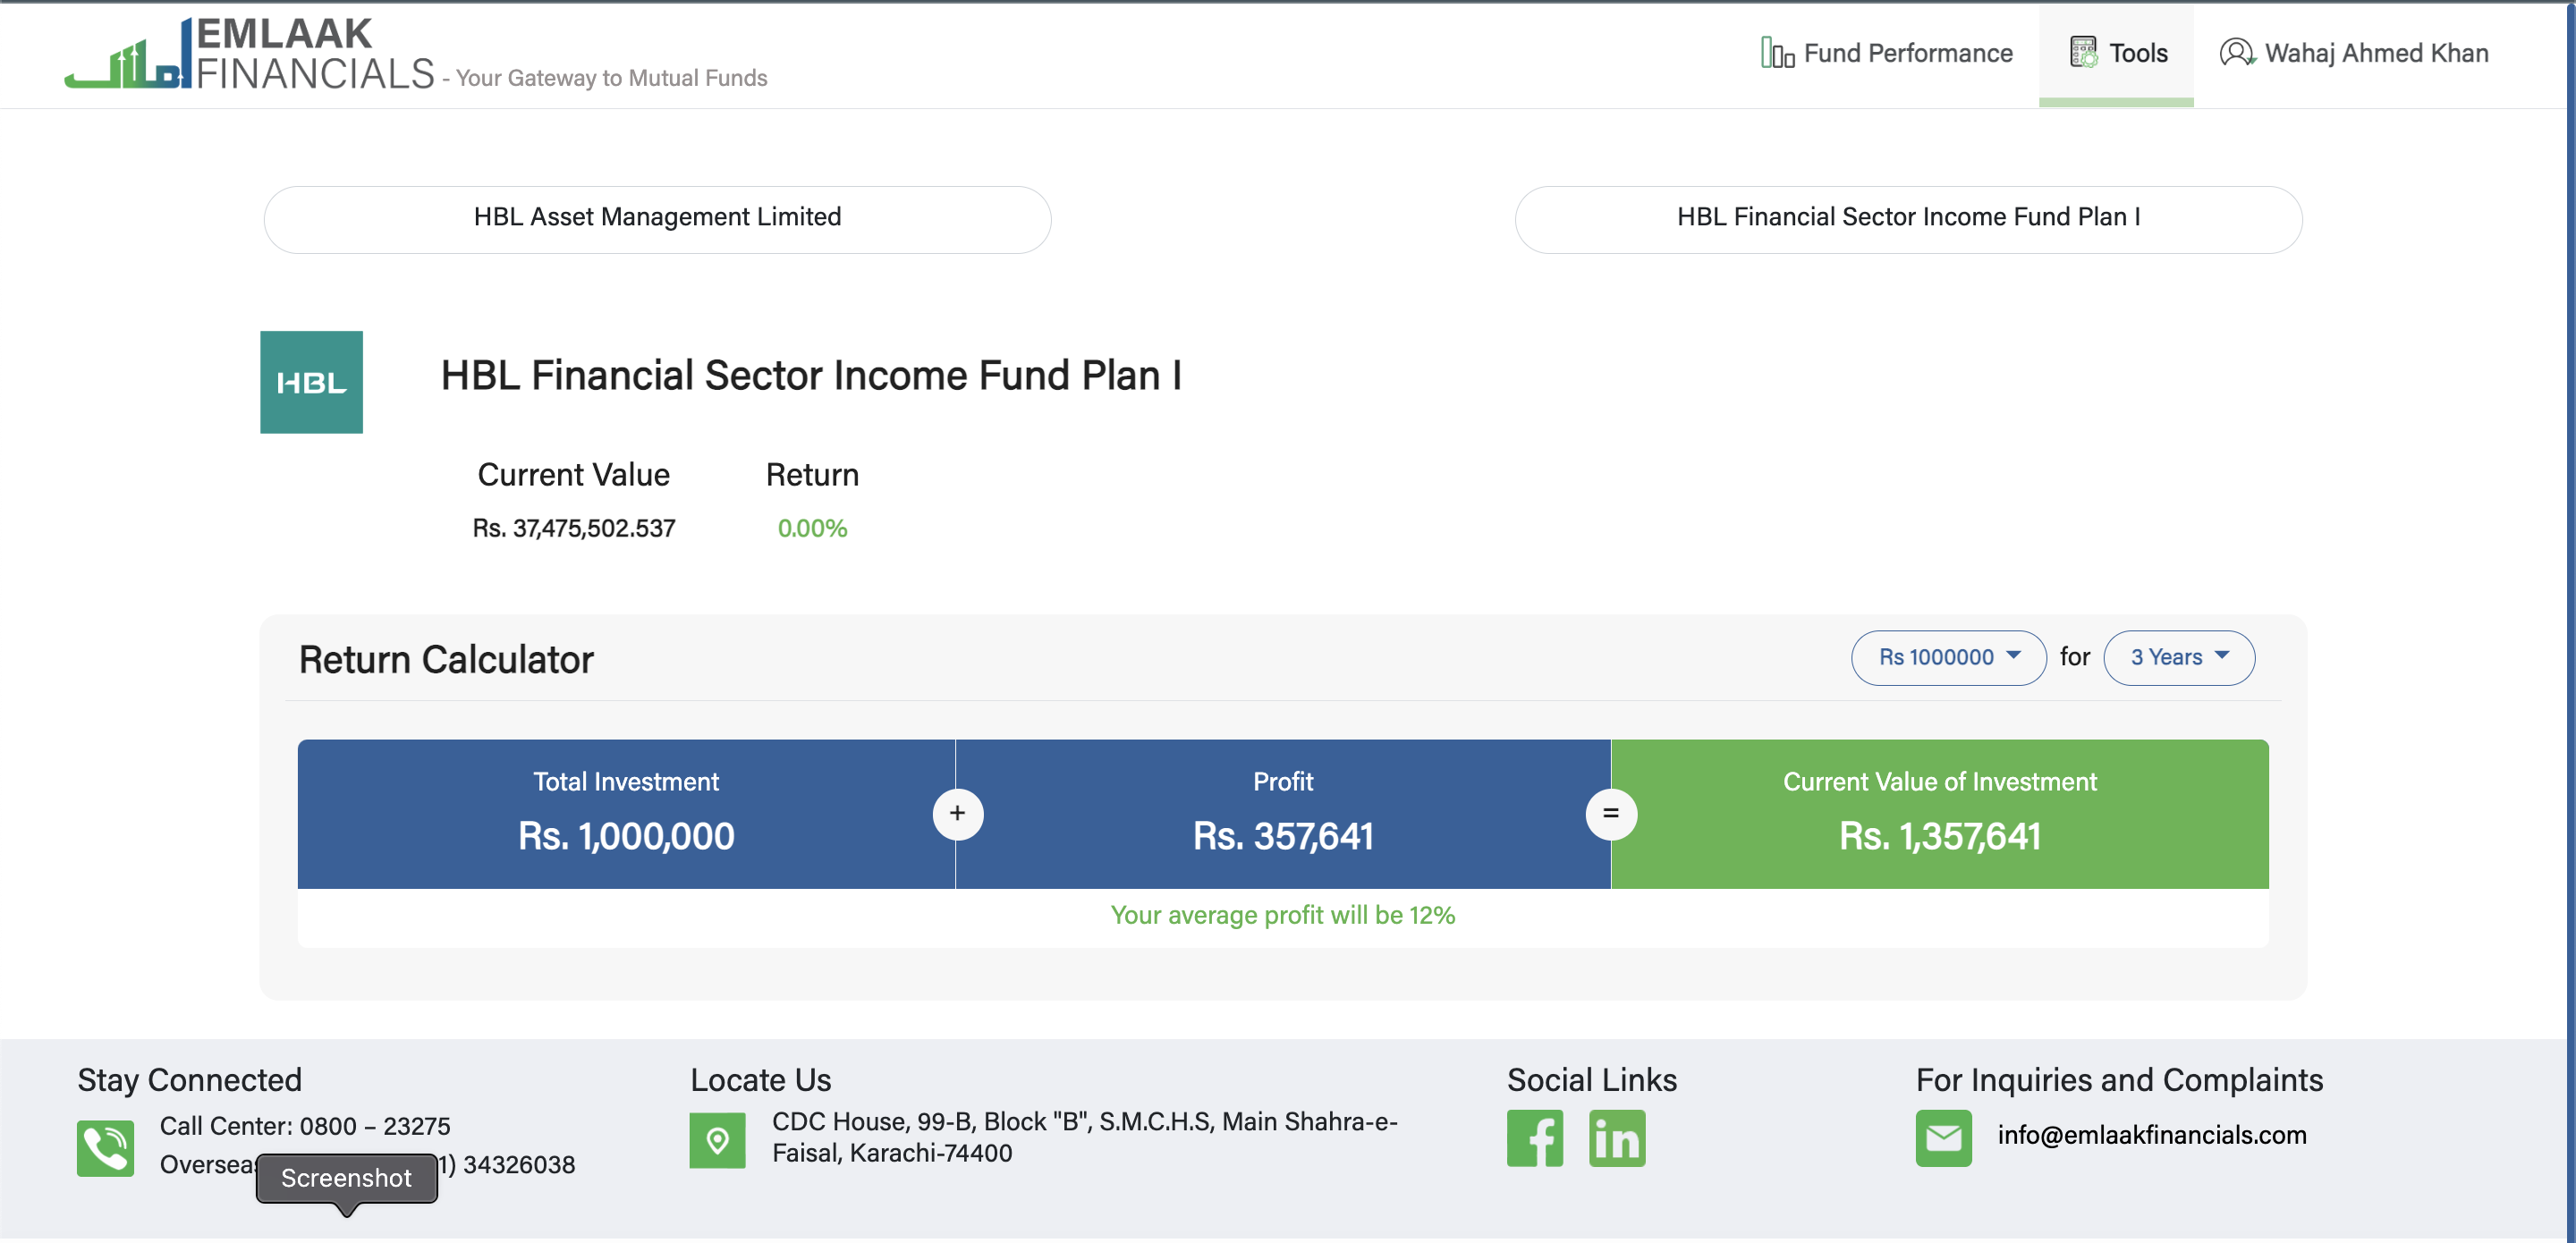 EMLAAK
FINANCIALS - Your Gateway to Mutual Funds
Fund Performance
Tools
Wahaj Ahmed Khan
HBL Asset Management Limited
HBL Financial Sector Income Fund Plan I
HBL
HBL Financial Sector Income Fund Plan I
Current Value
Return
Rs. 37,475,502.537
0.00%
Return Calculator
Rs 1000000
for
3 Years
Total Investment
Rs. 1,000,000
+
Profit
Rs. 357,641
=
Current Value of Investment
Rs. 1,357,641
Your average profit will be 12%
Stay Connected
Call Center: 0800 – 23275
1) 34326038
Screenshot
Locate Us
CDC House, 99-B, Block "B", S.M.C.H.S, Main Shahra-e-
Faisal, Karachi-74400
Social Links
f
in
For Inquiries and Complaints
info@emlaakfinancials.com